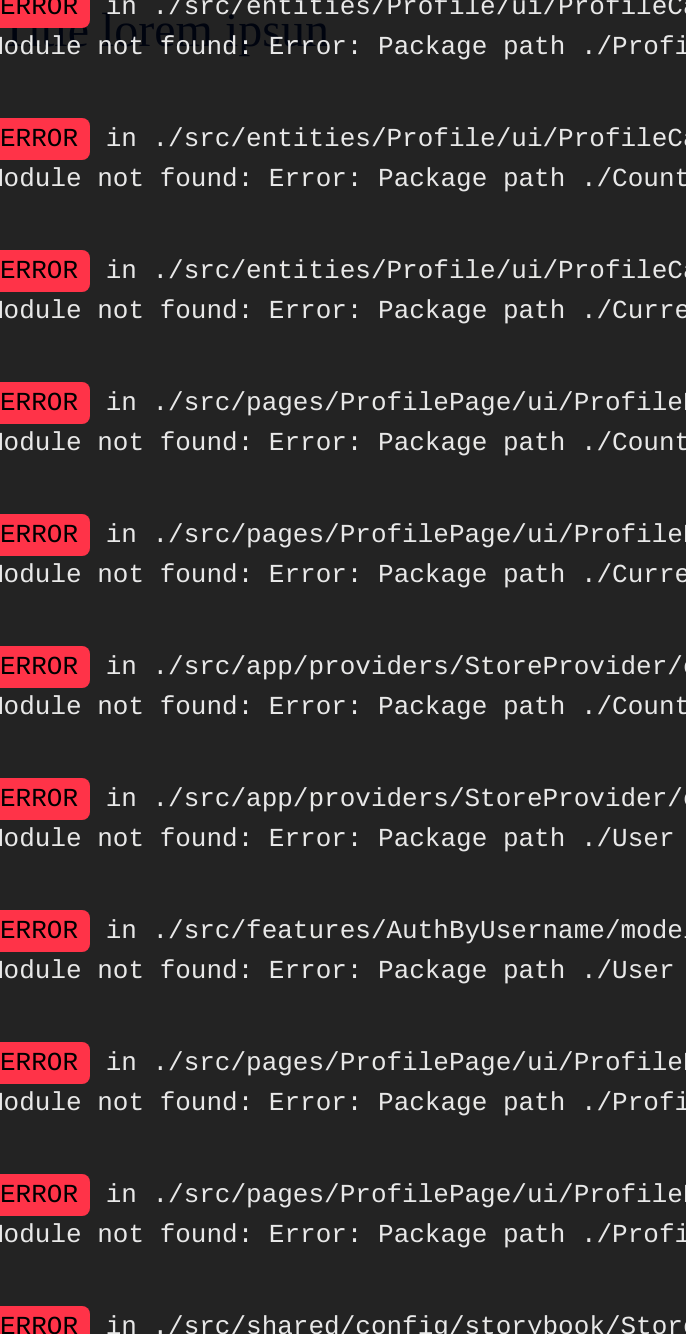 ERROR in ./src/entities/Profile/ui/ProfileCa
Title lorem ipsun
Module not found: Error: Package path ./Profi
ERROR in ./src/entities/Profile/ui/ProfileCa
Module not found: Error: Package path ./Count
ERROR in ./src/entities/Profile/ui/ProfileCa
Module not found: Error: Package path ./Curre
ERROR in ./src/pages/ProfilePage/ui/Profile
Module not found: Error: Package path ./Count
ERROR in ./src/pages/ProfilePage/ui/Profile
Module not found: Error: Package path ./Curre
ERROR in ./src/app/providers/StoreProvider/
Module not found: Error: Package path ./Count
ERROR in ./src/app/providers/StoreProvider/
Module not found: Error: Package path ./User
ERROR in ./src/features/AuthByUsername/mode
Module not found: Error: Package path ./User
ERROR in ./src/pages/ProfilePage/ui/Profile
Module not found: Error: Package path ./Profi
ERROR in ./src/pages/ProfilePage/ui/Profile
Module not found: Error: Package path ./Profi
ERROR in ./src/shared/config/storybook/Store